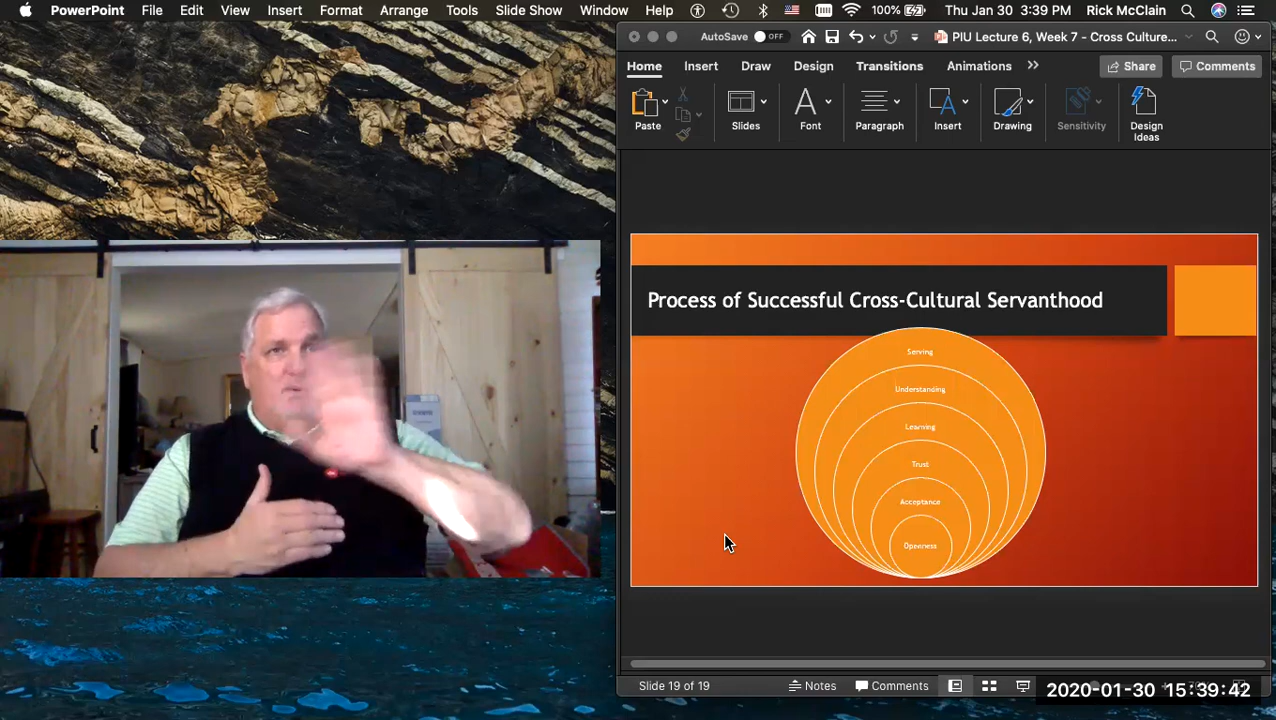 PowerPoint File Edit View Insert Format Arrange Tools Slide Show Window Help 100% Thu Jan 30 3:39 PM Rick McClain
AutoSave OFF PIU Lecture 6, Week 7 - Cross Culture...
Home Insert Draw Design Transitions Animations Share Comments
Paste Slides Font Paragraph Insert Drawing Sensitivity Design
Ideas
Process of Successful Cross-Cultural Servanthood
Serving
Understanding
Learning
Trust
Acceptance
Openness
Slide 19 of 19 Notes Comments
2020-01-30 15:39:42